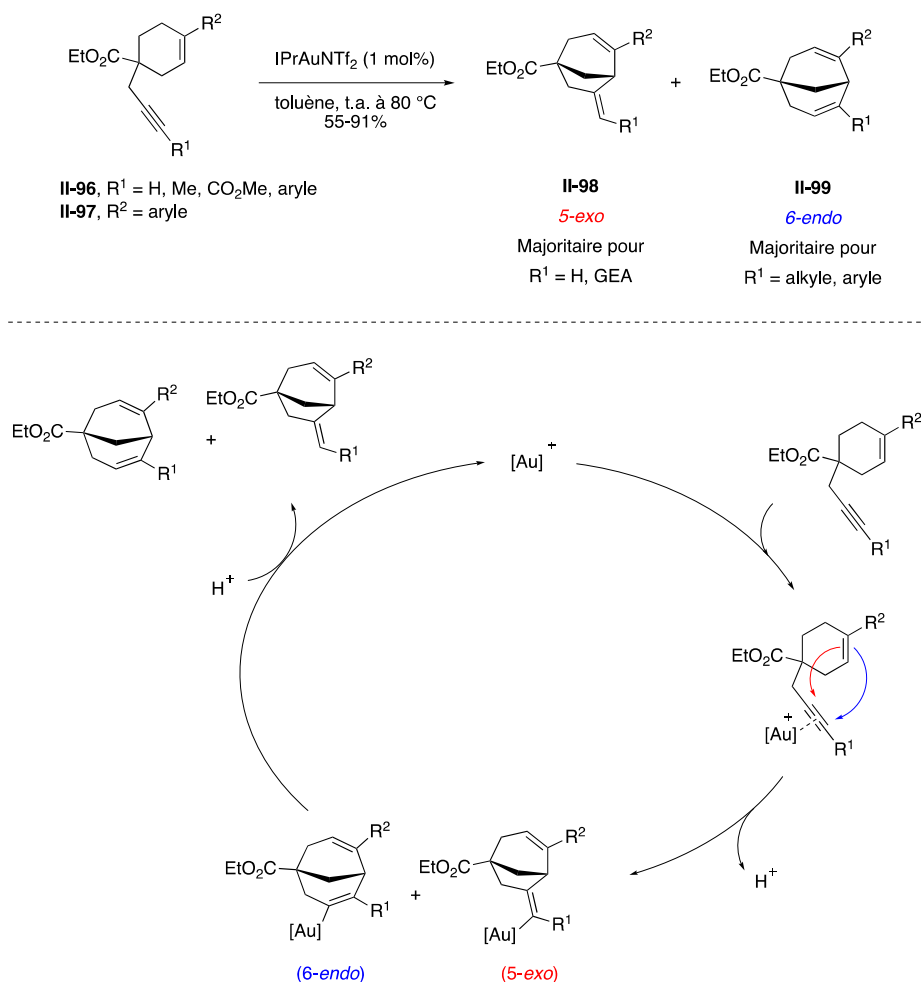 R²
EtO₂C
R¹
IPrAuNTf₂ (1 mol%)
toluène, t.a. à 80 °C
55-91%
EtO₂C
R²
R¹
+
EtO₂C
R²
R¹
II-96, R¹ = H, Me, CO₂Me, aryle
II-97, R² = aryle
II-98
5-exo
Majoritaire pour
R¹ = H, GEA
II-99
6-endo
Majoritaire pour
R¹ = alkyle, aryle
EtO₂C
R²
R¹
+
EtO₂C
R²
R¹
[Au]⁺
EtO₂C
R²
R¹
H⁺
EtO₂C
R²
[Au]⁺
R¹
H⁺
EtO₂C
R²
R¹
[Au]
(6-endo)
+
EtO₂C
R²
R¹
[Au]
(5-exo)